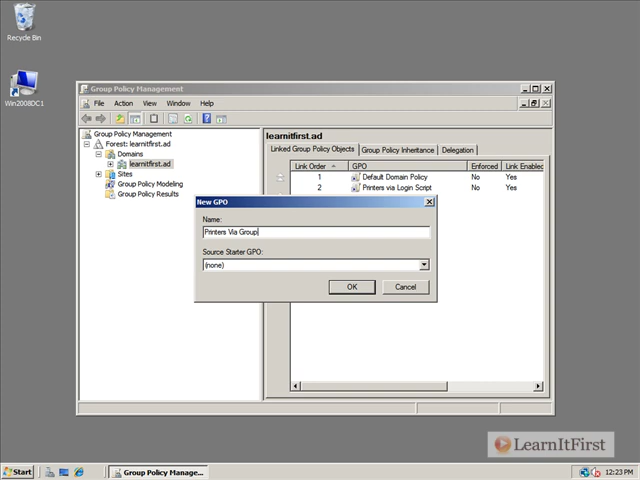 Recycle Bin
Win2008DC1
Group Policy Management
File Action View Window Help
Group Policy Management
Forest: learnitfirst.ad
Domains
learnitfirst.ad
Sites
Group Policy Modeling
Group Policy Results
learnitfirst.ad
Linked Group Policy Objects Group Policy Inheritance Delegation
Link Order GPO Enforced Link Enabled
1 Default Domain Policy No Yes
2 Printers via Login Script No Yes
New GPO
Name:
Printers Via Group
Source Starter GPO:
(none)
OK Cancel
LearnItFirst
Start Group Policy Manage... 12:23 PM